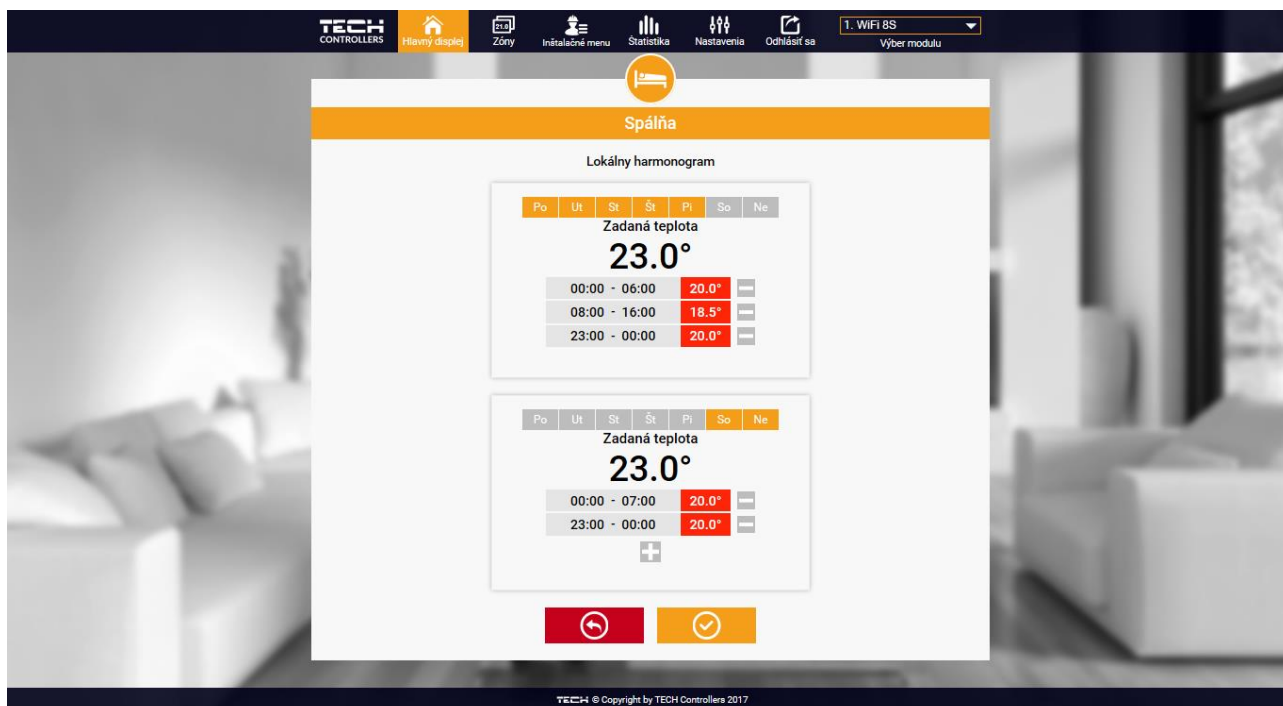 TECH
CONTROLLERS
Hlavný displej
21.0
Zóny
Inštalačné menu
Štatistika
Nastavenia
Odhlásiť sa
1. WiFi 8S
Výber modulu
Spálňa
Lokálny harmonogram
Po Ut St Št Pi So Ne
Zadaná teplota
23.0°
00:00 - 06:00 20.0°
08:00 - 16:00 18.5°
23:00 - 00:00 20.0°
Po Ut St Št Pi So Ne
Zadaná teplota
23.0°
00:00 - 07:00 20.0°
23:00 - 00:00 20.0°
TECH © Copyright by TECH Controllers 2017